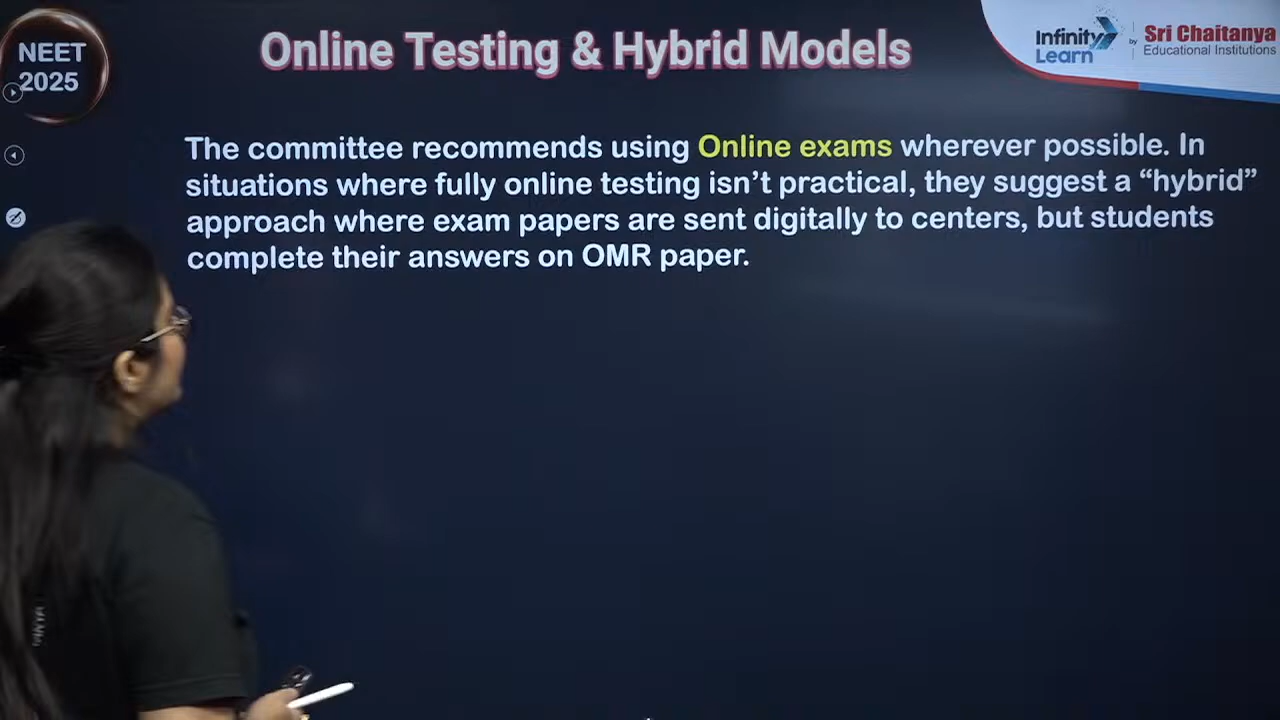 NEET
2025
Online Testing & Hybrid Models
Infinity
Learn
by
Sri Chaitanya
Educational Institutions
The committee recommends using Online exams wherever possible. In
situations where fully online testing isn’t practical, they suggest a “hybrid”
approach where exam papers are sent digitally to centers, but students
complete their answers on OMR paper.